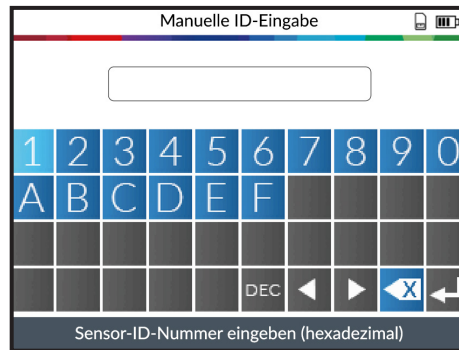 Manuelle ID-Eingabe
1 2 3 4 5 6 7 8 9 0
A B C D E F
DEC X
Sensor-ID-Nummer eingeben (hexadezimal)